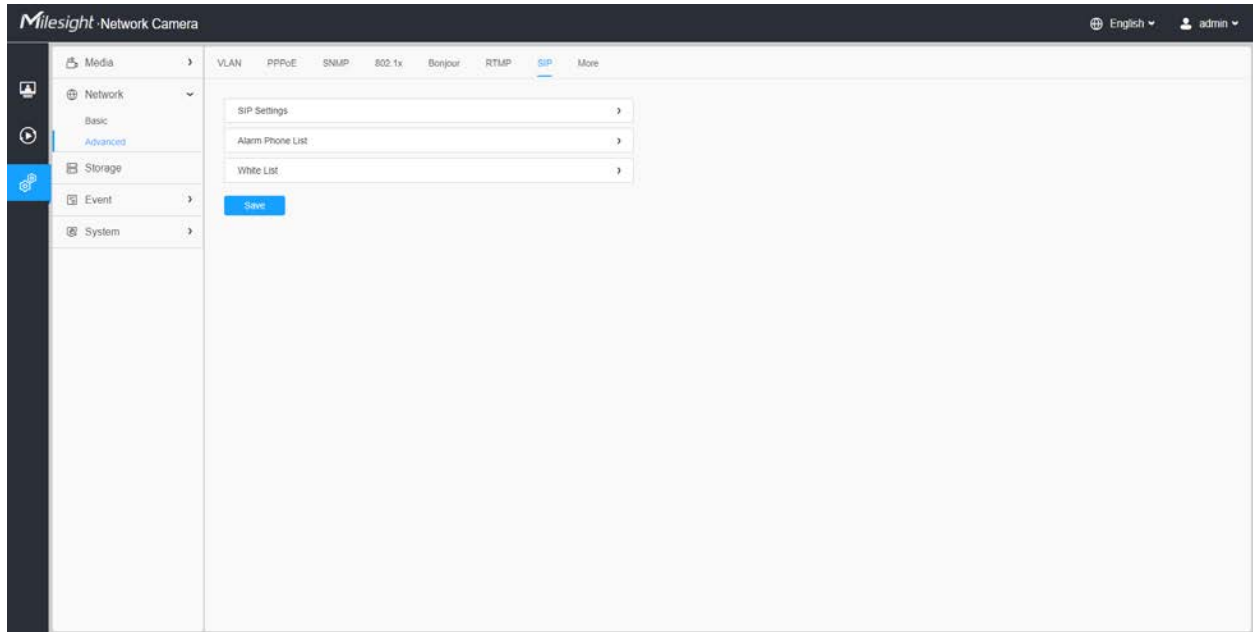 Milesight ·Network Camera
English
admin
Media
VLAN PPPoE SNMP 802.1x Bonjour RTMP SIP More
Network
Basic
Advanced
Storage
Event
System
SIP Settings
Alarm Phone List
White List
Save